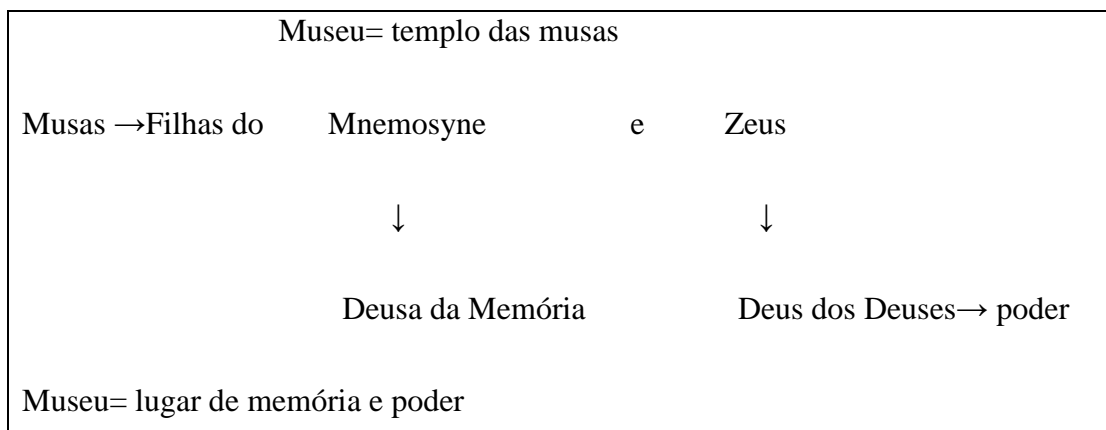 Museu= templo das musas
Musas →Filhas do Mnemosyne e Zeus
↓ ↓
Deusa da Memória Deus dos Deuses→ poder
Museu= lugar de memória e poder